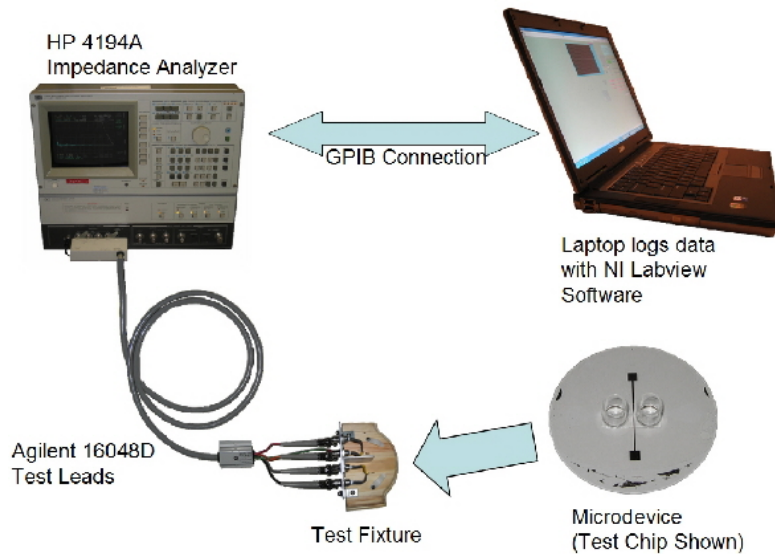 HP 4194A
Impedance Analyzer
GPIB Connection
Laptop logs data
with NI Labview
Software
Agilent 16048D
Test Leads
Test Fixture
Microdevice
(Test Chip Shown)